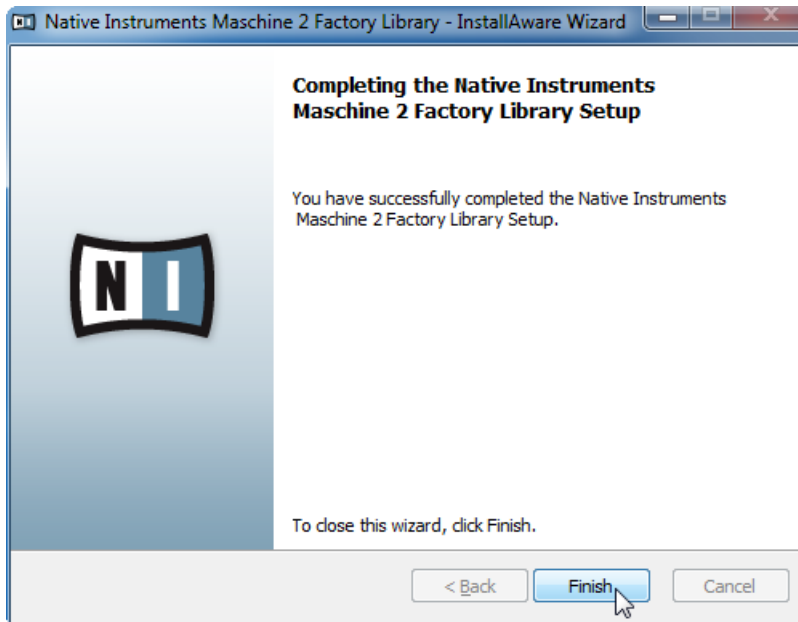 Native Instruments Maschine 2 Factory Library - InstallAware Wizard
Completing the Native Instruments
Maschine 2 Factory Library Setup
You have successfully completed the Native Instruments
Maschine 2 Factory Library Setup.
N I
To close this wizard, click Finish.
< Back Finish Cancel